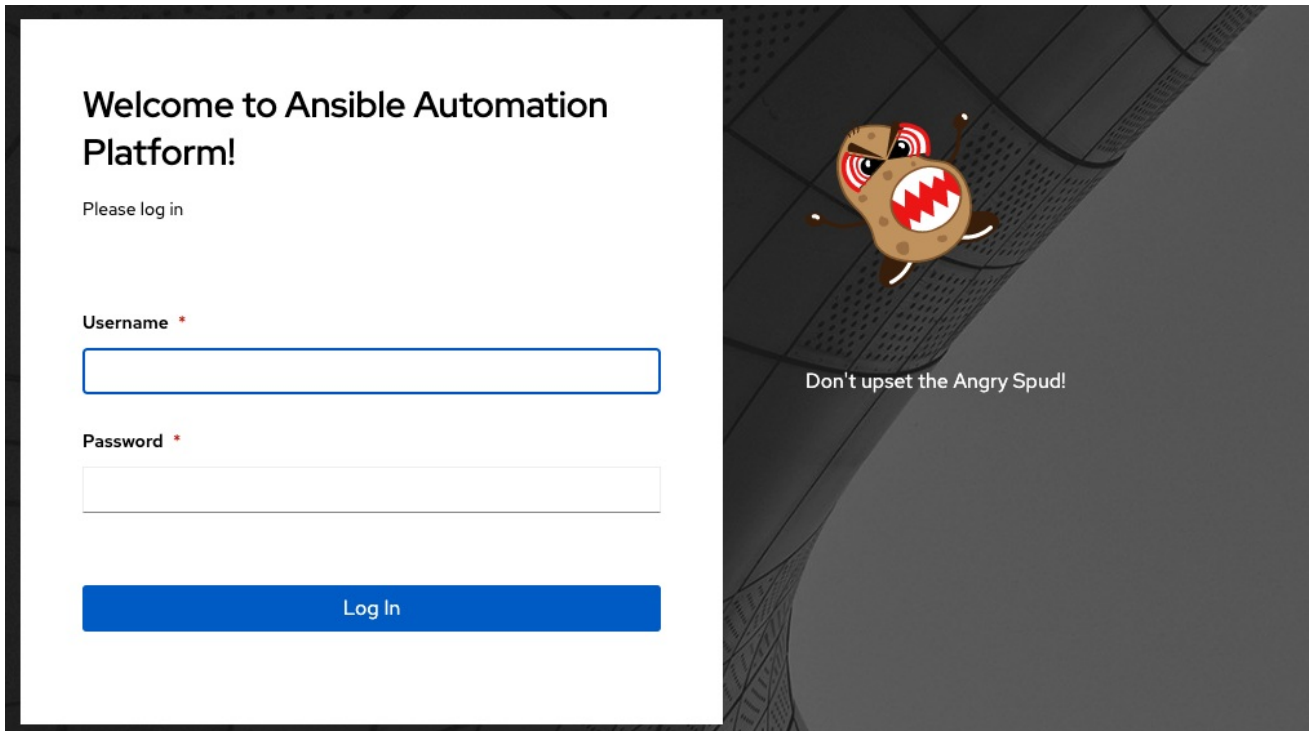 Welcome to Ansible Automation
Platform!
Please log in
Username *
Password *
Log In
Don't upset the Angry Spud!